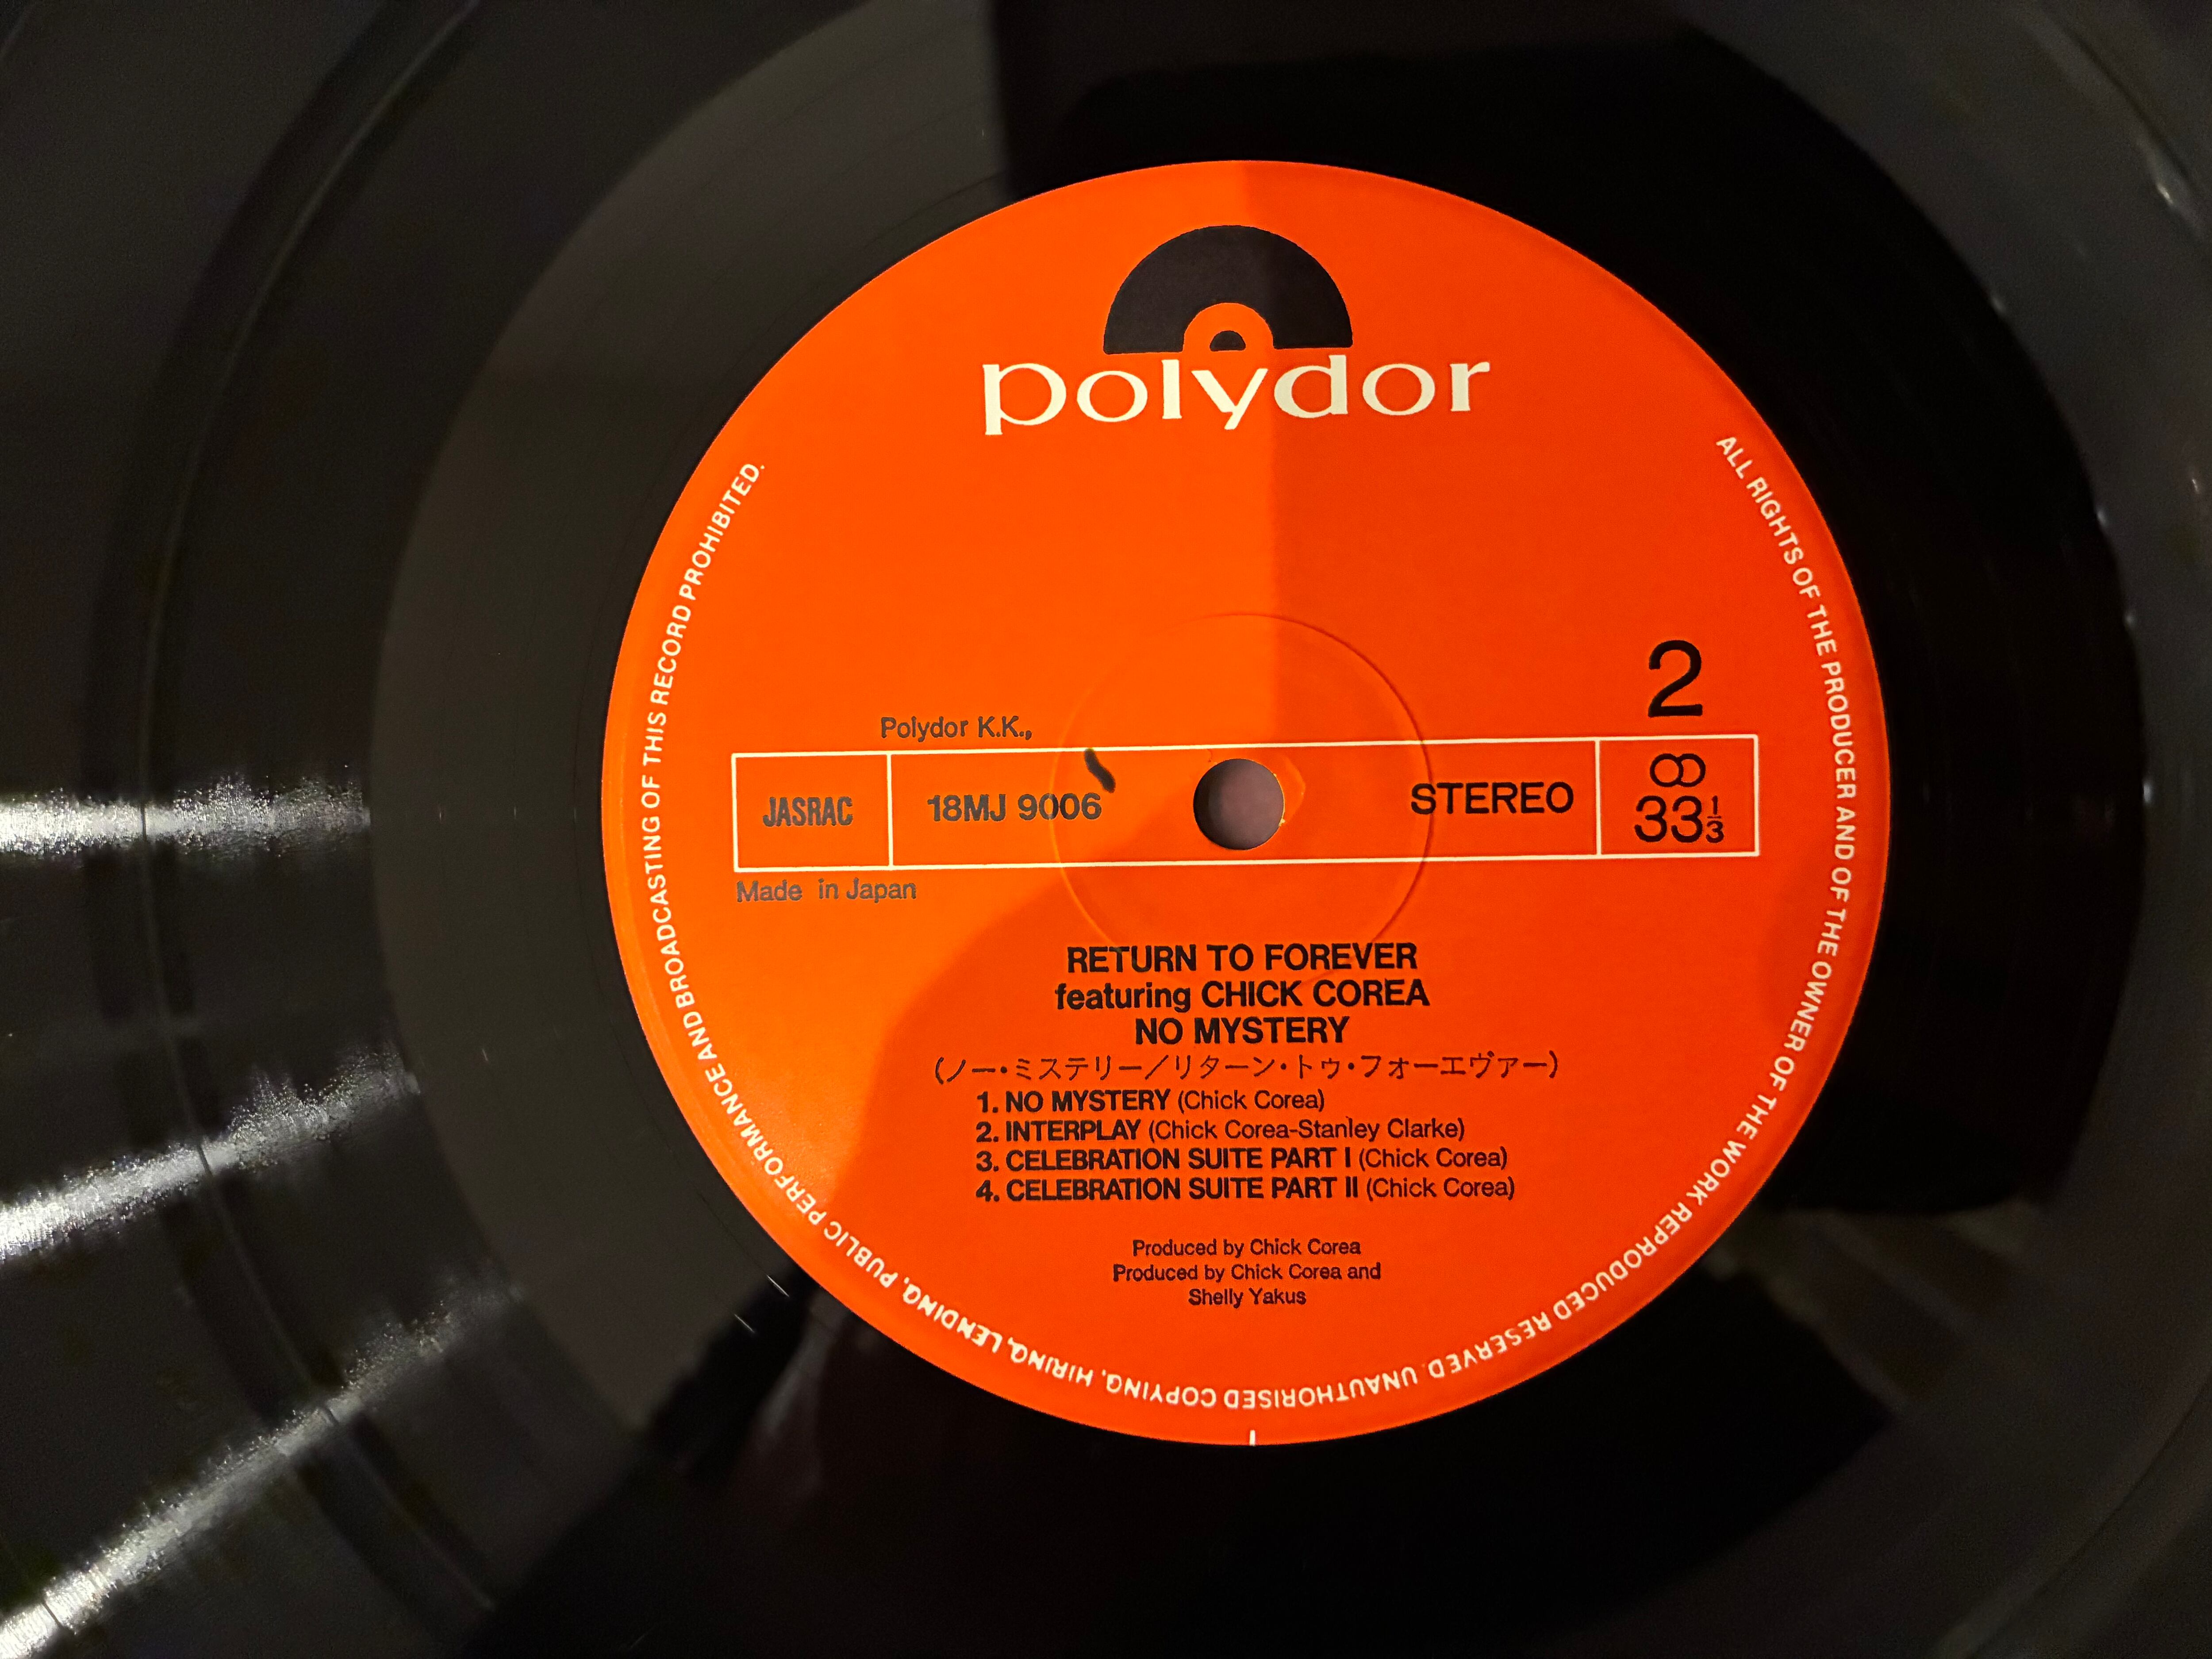 polydor
2
Polydor K.K.,
JASRAC
18MJ 9006
STEREO
∞
33⅓
Made in Japan
RETURN TO FOREVER
featuring CHICK COREA
NO MYSTERY
(ノー・ミステリー/リターン・トゥ・フォーエヴァー)
1. NO MYSTERY (Chick Corea)
2. INTERPLAY (Chick Corea-Stanley Clarke)
3. CELEBRATION SUITE PART I (Chick Corea)
4. CELEBRATION SUITE PART II (Chick Corea)
Produced by Chick Corea
Produced by Chick Corea and
Shelly Yakus
ALL RIGHTS OF THE PRODUCER AND OF THE OWNER OF THE WORK REPRODUCED RESERVED. UNAUTHORISED COPYING, HIRING, LENDING, PUBLIC PERFORMANCE AND BROADCASTING OF THIS RECORD PROHIBITED.